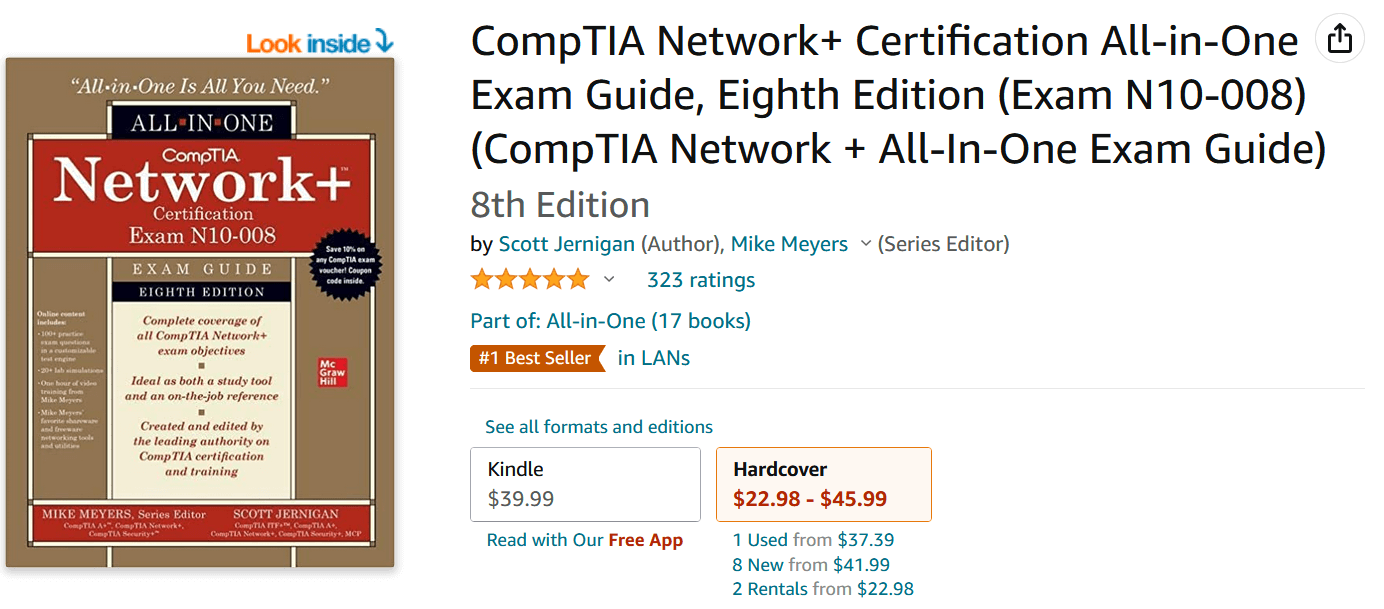 Look inside
“All-in-One Is All You Need.”
ALL-IN-ONE
CompTIA
Network+™
Certification
Exam N10-008
Save 10% on
any CompTIA exam
voucher! Coupon
code inside.
EXAM GUIDE
EIGHTH EDITION
Online content
includes:
•100+ practice
exam questions
in a customizable
test engine
•20+ lab simulations
•One hour of video
training from
Mike Meyers
•Mike Meyers’
favorite shareware
and freeware
networking tools
and utilities
Complete coverage of
all CompTIA Network+
exam objectives
Ideal as both a study tool
and an on-the-job reference
Created and edited by
the leading authority on
CompTIA certification
and training
Mc
Graw
Hill
MIKE MEYERS, Series Editor
CompTIA A+™, CompTIA Network+,
CompTIA Security+™
SCOTT JERNIGAN
CompTIA ITF+™, CompTIA A+,
CompTIA Network+, CompTIA Security+, MCP
CompTIA Network+ Certification All-in-One
Exam Guide, Eighth Edition (Exam N10-008)
(CompTIA Network + All-In-One Exam Guide)
8th Edition
by Scott Jernigan (Author), Mike Meyers (Series Editor)
323 ratings
Part of: All-in-One (17 books)
#1 Best Seller in LANs
See all formats and editions
Kindle
$39.99
Read with Our Free App
Hardcover
$22.98 - $45.99
1 Used from $37.39
8 New from $41.99
2 Rentals from $22.98